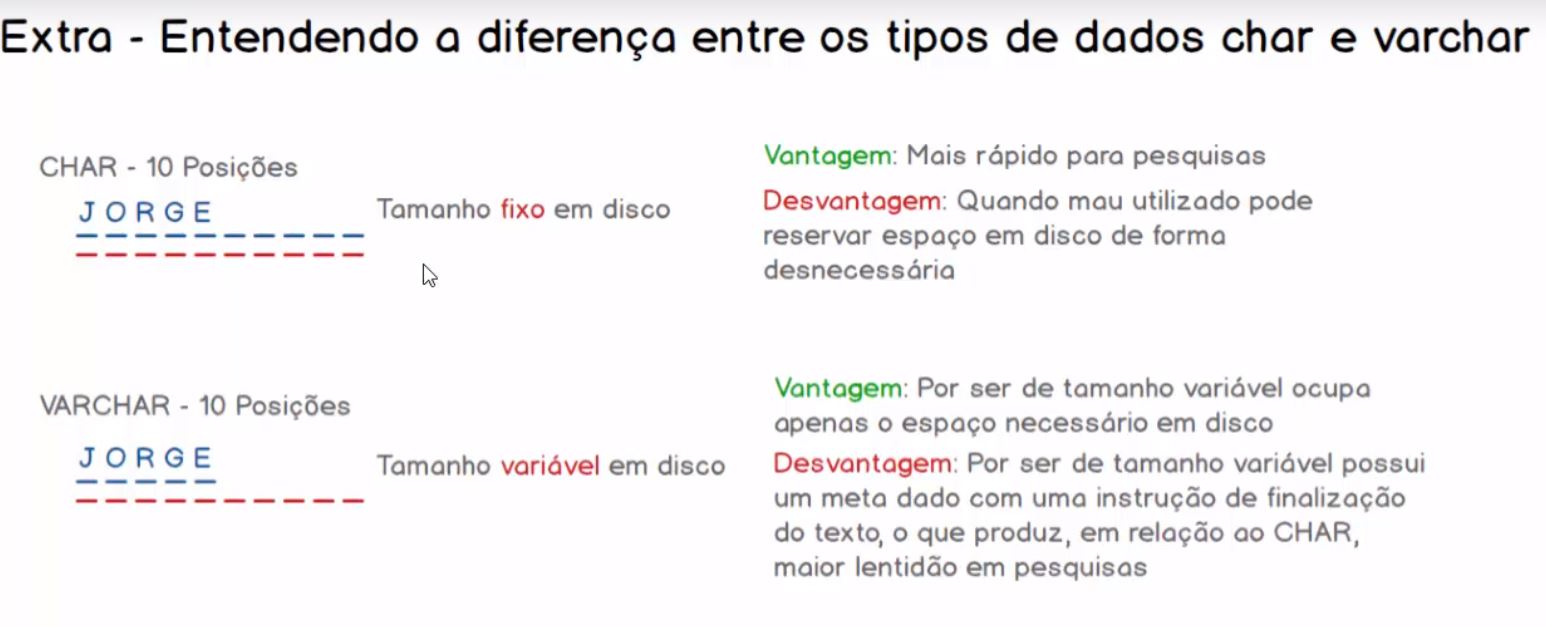 Extra - Entendendo a diferença entre os tipos de dados char e varchar
CHAR - 10 Posições
JORGE
Tamanho fixo em disco
Vantagem: Mais rápido para pesquisas
Desvantagem: Quando mau utilizado pode
reservar espaço em disco de forma
desnecessária
VARCHAR - 10 Posições
JORGE
Tamanho variável em disco
Vantagem: Por ser de tamanho variável ocupa
apenas o espaço necessário em disco
Desvantagem: Por ser de tamanho variável possui
um meta dado com uma instrução de finalização
do texto, o que produz, em relação ao CHAR,
maior lentidão em pesquisas